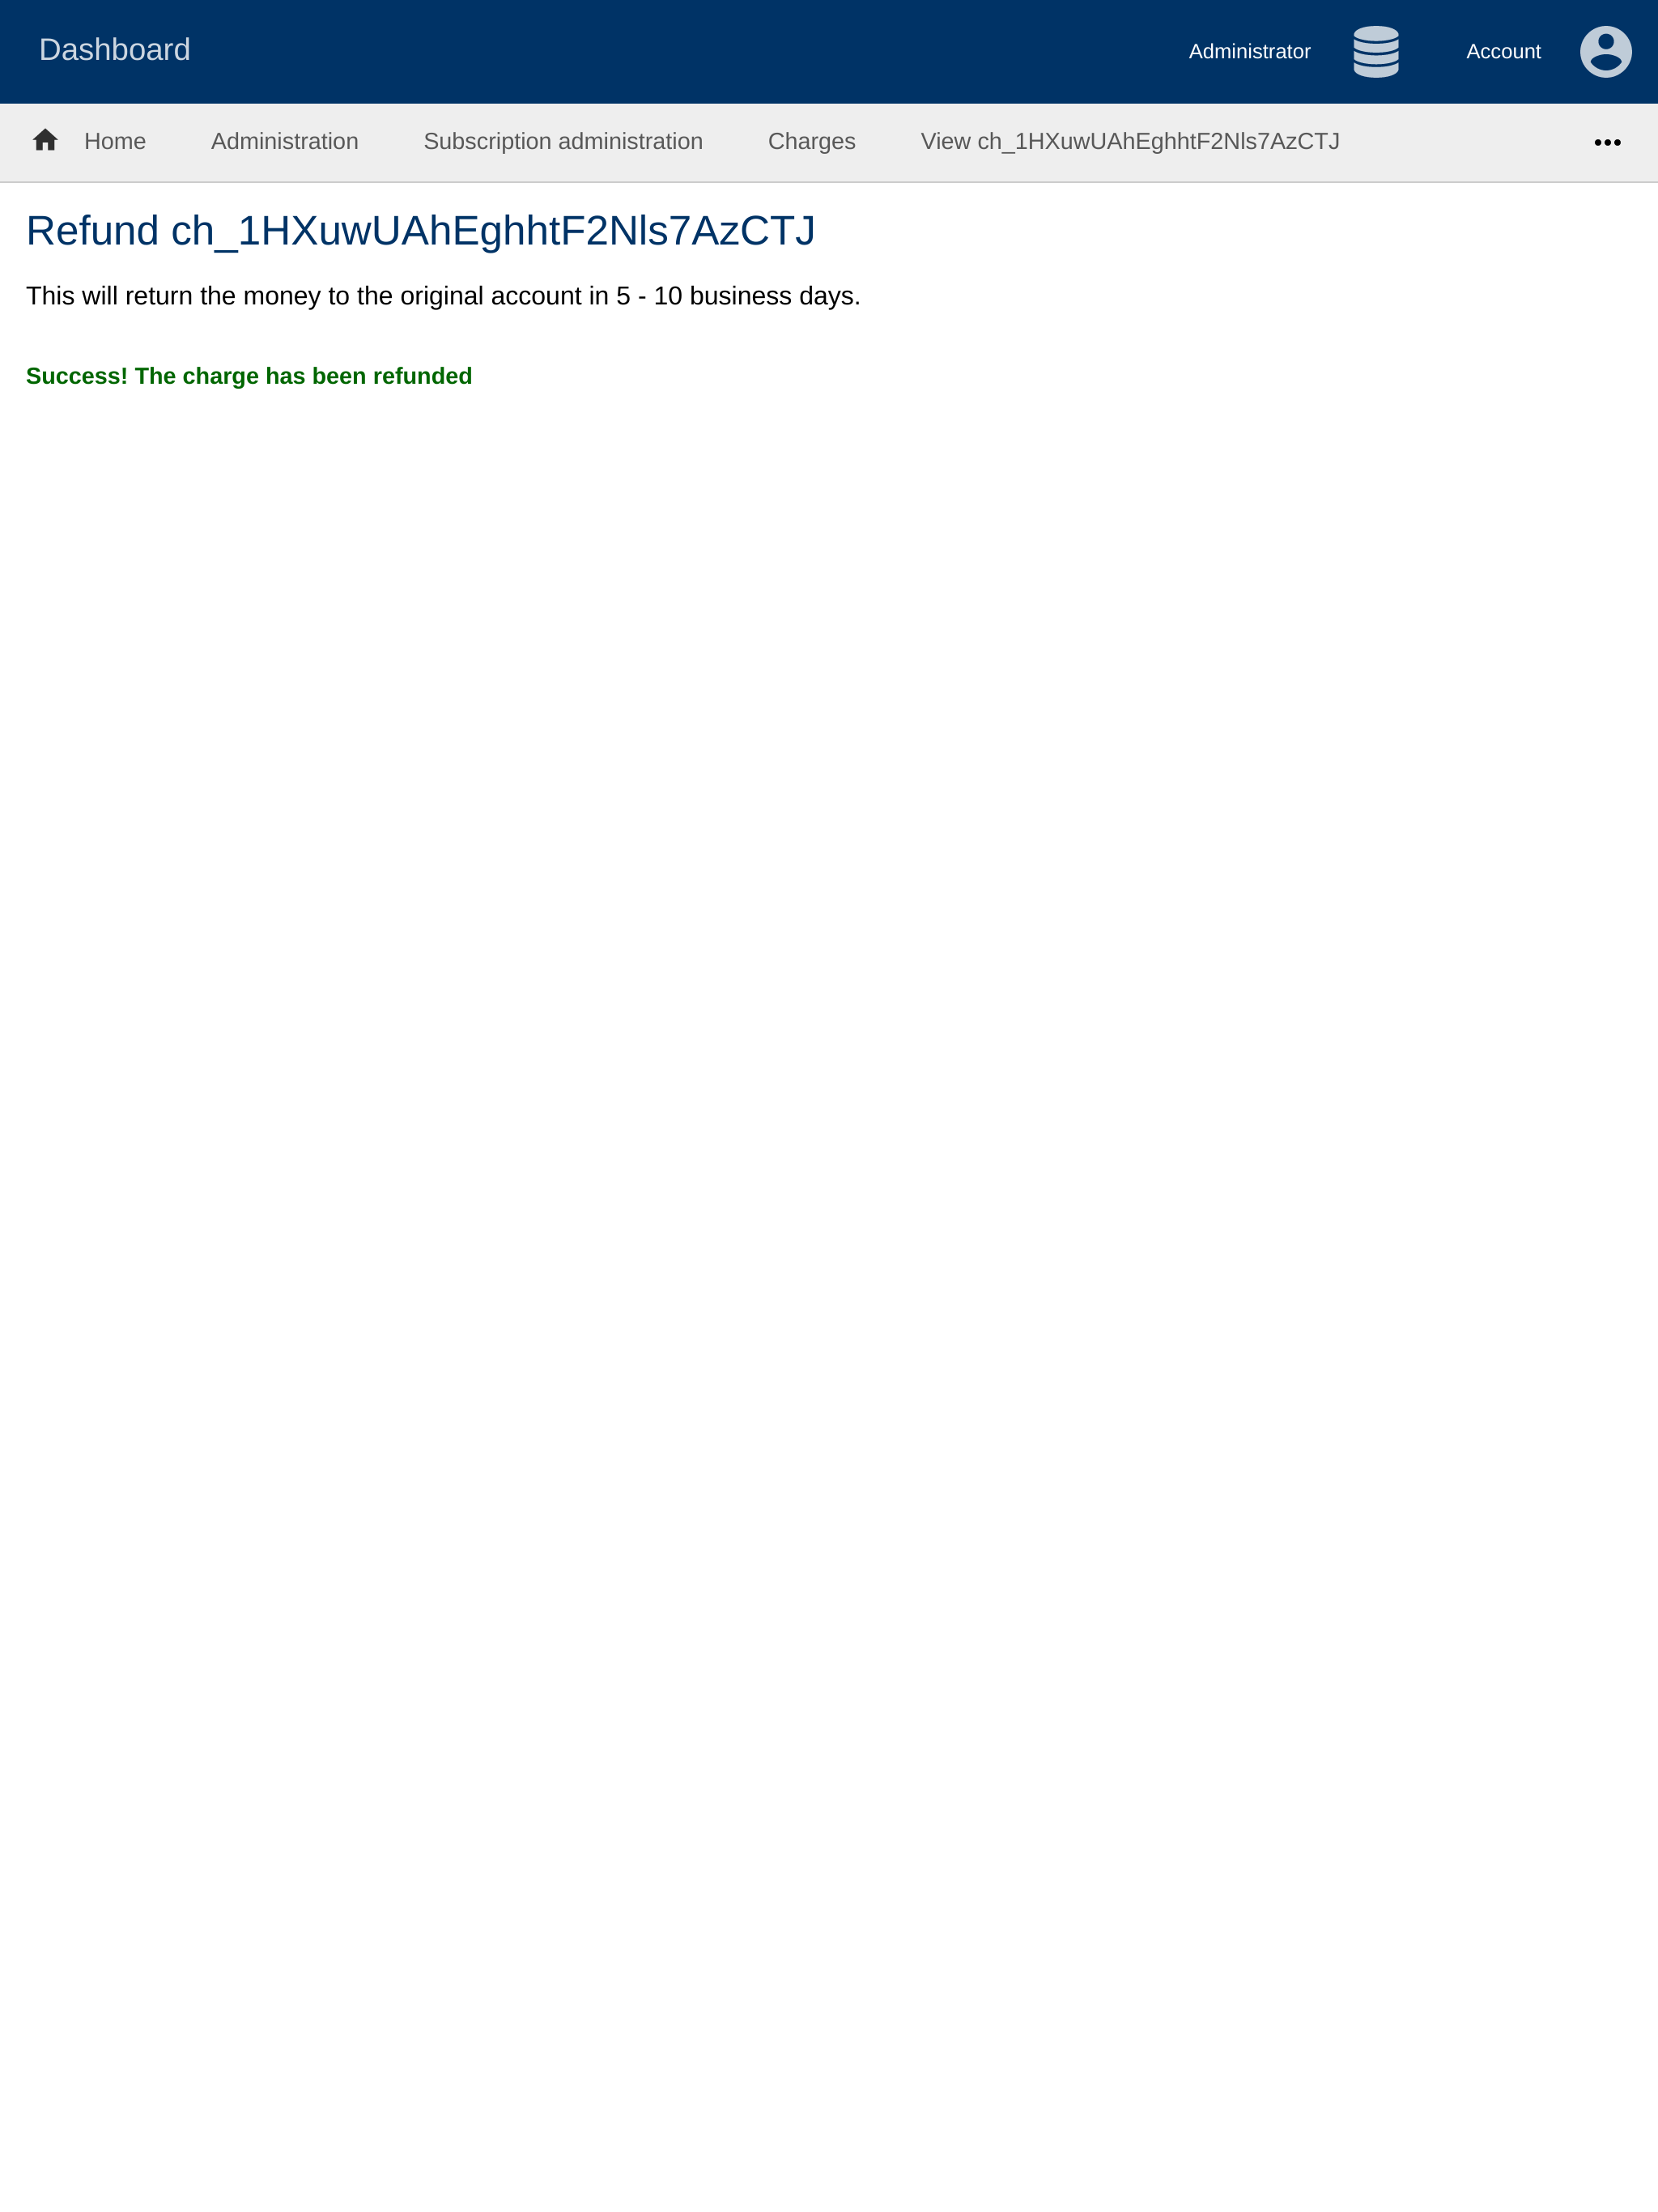 Dashboard
Administrator
Account
Home
Administration
Subscription administration
Charges
View ch_1HXuwUAhEghhtF2Nls7AzCTJ
Refund ch_1HXuwUAhEghhtF2Nls7AzCTJ
This will return the money to the original account in 5 - 10 business days.
Success! The charge has been refunded